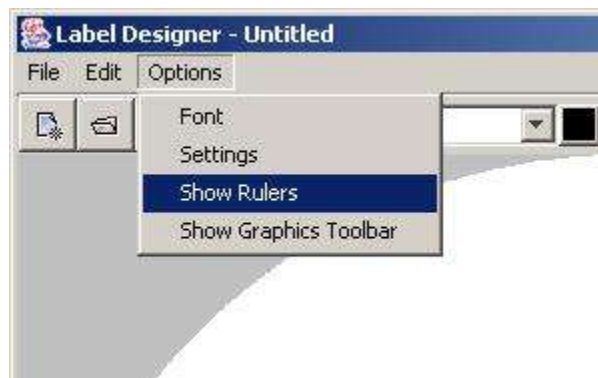 Label Designer - Untitled
File Edit Options
Font
Settings
Show Rulers
Show Graphics Toolbar